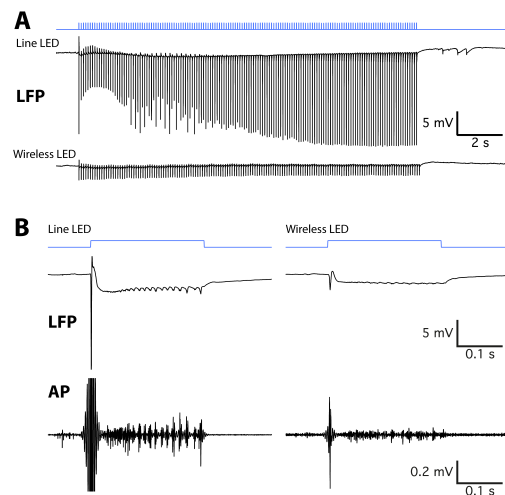 A
Line LED
LFP
5 mV
2 s
Wireless LED
B
Line LED
Wireless LED
LFP
5 mV
0.1 s
AP
0.2 mV
0.1 s